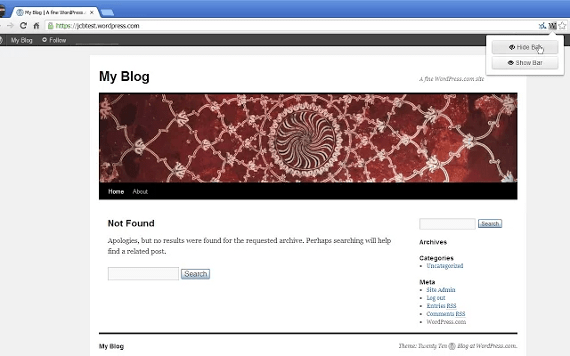 My Blog | A fine WordPress.com
https://jcbtest.wordpress.com
My Blog
Follow
Hide Bar
Show Bar
My Blog
A fine WordPress.com site
Home
About
Not Found
Apologies, but no results were found for the requested archive. Perhaps searching will help
find a related post.
Search
Search
Archives
Categories
Uncategorized
Meta
Site Admin
Log out
Entries RSS
Comments RSS
WordPress.com
My Blog
Theme: Twenty Ten Blog at WordPress.com.